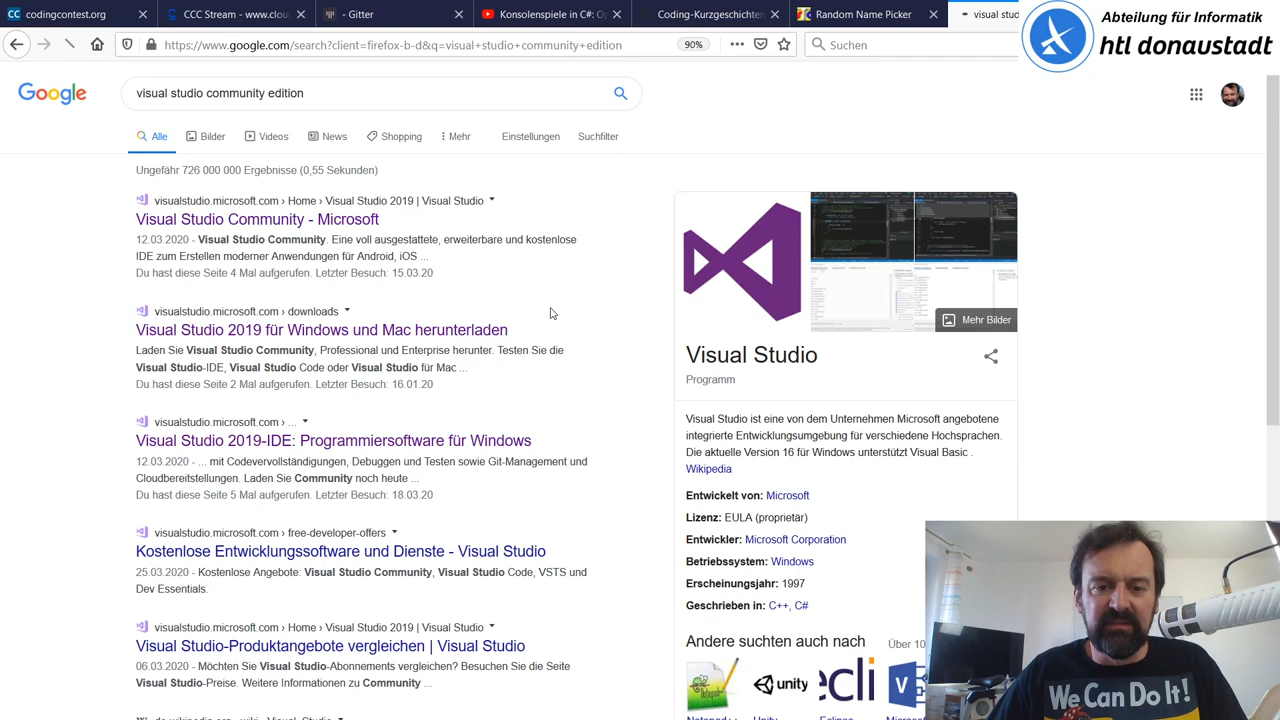 CCC contestant.co
CCC Stream - Google
GitHub
Konsolenspiele in C#: Op
Coding-Kurzgeschichten
Random Name Picker
visual stud
Abteilung für Informatik
htl donaustadt
https://www.google.com/search?client=firefox-b-d&q=visual+studio+community+edition
90%
Suchen
Google
visual studio community edition
Alle
Bilder
Videos
News
Shopping
Mehr
Einstellungen
Suchfilter
Ungefähr 726.000.000 Ergebnisse (0,55 Sekunden)
visualstudio.microsoft.com › Home › Visual Studio 2019 | Visual Studio
Visual Studio Community - Microsoft
12.03.2020 - Visual Studio Community. Eine voll ausgestattete, erweiterbare und kostenlose
IDE zum Erstellen moderner Anwendungen für Android, iOS ...
Letzter Besuch: 15.03.20
visualstudio.microsoft.com › downloads
Visual Studio 2019 für Windows und Mac herunterladen
Laden Sie Visual Studio Community, Professional und Enterprise herunter. Testen Sie die
Visual Studio-IDE, Visual Studio Code oder Visual Studio für Mac ...
Du hast diese Seite 2 Mal aufgerufen. Letzter Besuch: 16.01.20
visualstudio.microsoft.com › ...
Visual Studio 2019-IDE: Programmiersoftware für Windows
12.03.2020 - ... mit Codevervollständigungen, Debuggen und Testen sowie Git-Management und
Cloudbereitstellungen. Laden Sie Community noch heute ...
Du hast diese Seite 5 Mal aufgerufen. Letzter Besuch: 18.03.20
visualstudio.microsoft.com › free-developer-offers
Kostenlose Entwicklungssoftware und Dienste - Visual Studio
25.03.2020 - Kostenlose Angebote: Visual Studio Community, Visual Studio Code, VSTS und
Dev Essentials.
visualstudio.microsoft.com › Home › Visual Studio 2019 | Visual Studio
Visual Studio-Produktangebote vergleichen | Visual Studio
06.03.2020 - Möchten Sie Visual Studio-Abonnements vergleichen? Besuchen Sie die Seite
Visual Studio-Preise. Weitere Informationen zu Community ...
Mehr Bilder
Visual Studio
Programm
Visual Studio ist eine von dem Unternehmen Microsoft angebotene
integrierte Entwicklungsumgebung für verschiedene Hochsprachen.
Die aktuelle Version 16 für Windows unterstützt Visual Basic .
Wikipedia
Entwickelt von: Microsoft
Lizenz: EULA (proprietär)
Entwickler: Microsoft Corporation
Betriebssystem: Windows
Erscheinungsjahr: 1997
Geschrieben in: C++, C#
Andere suchten auch nach
Über 10
unity
ecli
V
Notepad++
Unity
Eclipse
We Can Do It!